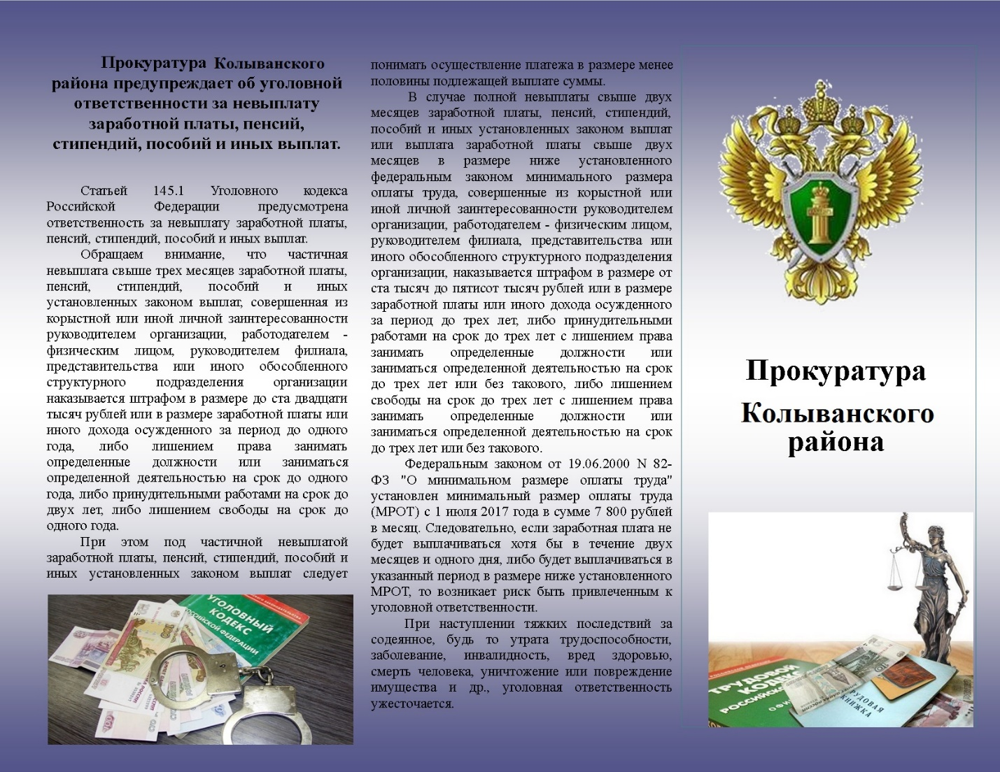 Прокуратура Колыванского
района предупреждает об уголовной
ответственности за невыплату
заработной платы, пенсий,
стипендий, пособий и иных выплат.
Статьей 145.1 Уголовного кодекса
Российской Федерации предусмотрена
ответственность за невыплату заработной платы,
пенсий, стипендий, пособий и иных выплат.
Обращаем внимание, что частичная
невыплата свыше трех месяцев заработной платы,
пенсий, стипендий, пособий и иных
установленных законом выплат, совершенная из
корыстной или иной личной заинтересованности
руководителем организации, работодателем -
физическим лицом, руководителем филиала,
представительства или иного обособленного
структурного подразделения организации
наказывается штрафом в размере до ста двадцати
тысяч рублей или в размере заработной платы или
иного дохода осужденного за период до одного
года, либо лишением права занимать
определенные должности или заниматься
определенной деятельностью на срок до одного
года, либо принудительными работами на срок до
двух лет, либо лишением свободы на срок до
одного года.
При этом под частичной невыплатой
заработной платы, пенсий, стипендий, пособий и
иных установленных законом выплат следует
УГОЛОВНЫЙ
КОДЕКС
РОССИЙСКОЙ ФЕДЕРАЦИИ
понимать осуществление платежа в размере менее
половины подлежащей выплате суммы.
В случае полной невыплаты свыше двух
месяцев заработной платы, пенсий, стипендий,
пособий и иных установленных законом выплат
или выплата заработной платы свыше двух
месяцев в размере ниже установленного
федеральным законом минимального размера
оплаты труда, совершенные из корыстной или
иной личной заинтересованности руководителем
организации, работодателем - физическим лицом,
руководителем филиала, представительства или
иного обособленного структурного подразделения
организации, наказывается штрафом в размере от
ста тысяч до пятисот тысяч рублей или в размере
заработной платы или иного дохода осужденного
за период до трех лет, либо принудительными
работами на срок до трех лет с лишением права
занимать определенные должности или
заниматься определенной деятельностью на срок
до трех лет или без такового, либо лишением
свободы на срок до трех лет с лишением права
занимать определенные должности или
заниматься определенной деятельностью на срок
до трех лет или без такового.
Федеральным законом от 19.06.2000 N 82-
ФЗ "О минимальном размере оплаты труда"
установлен минимальный размер оплаты труда
(МРОТ) с 1 июля 2017 года в сумме 7 800 рублей
в месяц. Следовательно, если заработная плата не
будет выплачиваться хотя бы в течение двух
месяцев и одного дня, либо будет выплачиваться в
указанный период в размере ниже установленного
МРОТ, то возникает риск быть привлеченным к
уголовной ответственности.
При наступлении тяжких последствий за
содеянное, будь то утрата трудоспособности,
заболевание, инвалидность, вред здоровью,
смерть человека, уничтожение или повреждение
имущества и др., уголовная ответственность
ужесточается.
Прокуратура
Колыванского
района
ТРУДОВОЙ
КОДЕКС
ТРУДОВАЯ
КНИЖКА